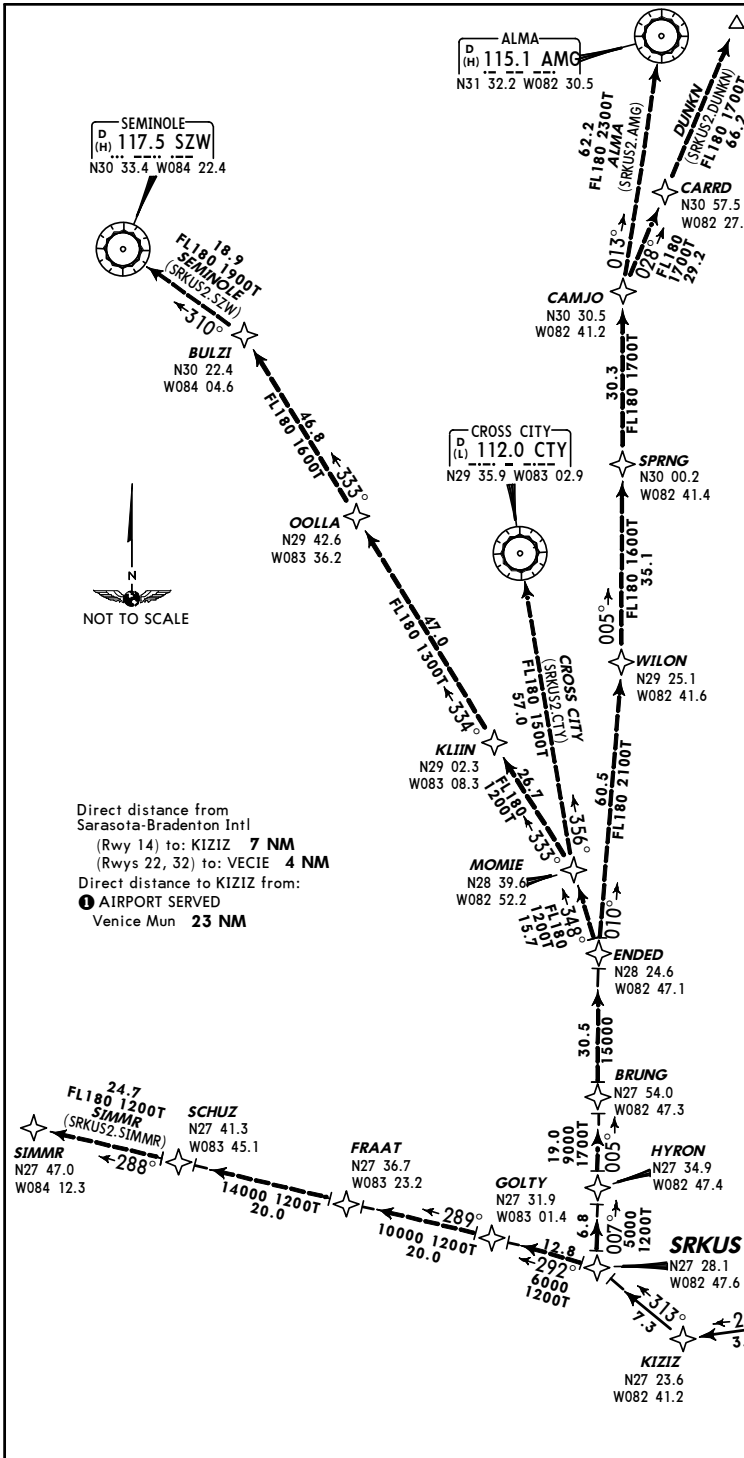 ALMA
D
(H) 115.1 AMG
N31 32.2 W082 30.5
SEMINOLE
D
(H) 117.5 SZW
N30 33.4 W084 22.4
62.2
FL180 2300T
ALMA
(SRKUS2.AMG)
DUNKN
(SRKUS2.DUNKN)
FL180 1700T
66.2
CARRD
N30 57.5
W082 27.
013°
028°
FL180
1700T
29.2
18.9
FL180 1900T
SEMINOLE
(SRKUS2.SZW)
310°
CAMJO
N30 30.5
W082 41.2
BULZI
N30 22.4
W084 04.6
30.3
FL180 1700T
46.8
FL180 1600T
333°
CROSS CITY
D
(L) 112.0 CTY
N29 35.9 W083 02.9
SPRNG
N30 00.2
W082 41.4
OOLLA
N29 42.6
W083 36.2
N
NOT TO SCALE
FL180 1600T
35.1
005°
47.0
FL180 1300T
334°
CROSS CITY
(SRKUS2.CTY)
FL180 1500T
57.0
356°
WILON
N29 25.1
W082 41.6
KLIIN
N29 02.3
W083 08.3
26.7
FL180
1200T
333°
60.5
FL180 2100T
010°
Direct distance from
Sarasota-Bradenton Intl
(Rwy 14) to: KIZIZ 7 NM
(Rwys 22, 32) to: VECIE 4 NM
Direct distance to KIZIZ from:
1 AIRPORT SERVED
Venice Mun 23 NM
MOMIE
N28 39.6
W082 52.2
348°
FL180
1200T
15.7
ENDED
N28 24.6
W082 47.1
30.5
15000
BRUNG
N27 54.0
W082 47.3
19.0
9000
1700T
005°
24.7
FL180 1200T
SIMMR
(SRKUS2.SIMMR)
288°
SIMMR
N27 47.0
W084 12.3
SCHUZ
N27 41.3
W083 45.1
14000 1200T
20.0
FRAAT
N27 36.7
W083 23.2
289°
10000 1200T
20.0
GOLTY
N27 31.9
W083 01.4
12.8
292°
6000
1200T
HYRON
N27 34.9
W082 47.4
6.8
007°
5000
1200T
SRKUS
N27 28.1
W082 47.6
313°
7.3
2
3.
KIZIZ
N27 23.6
W082 41.2